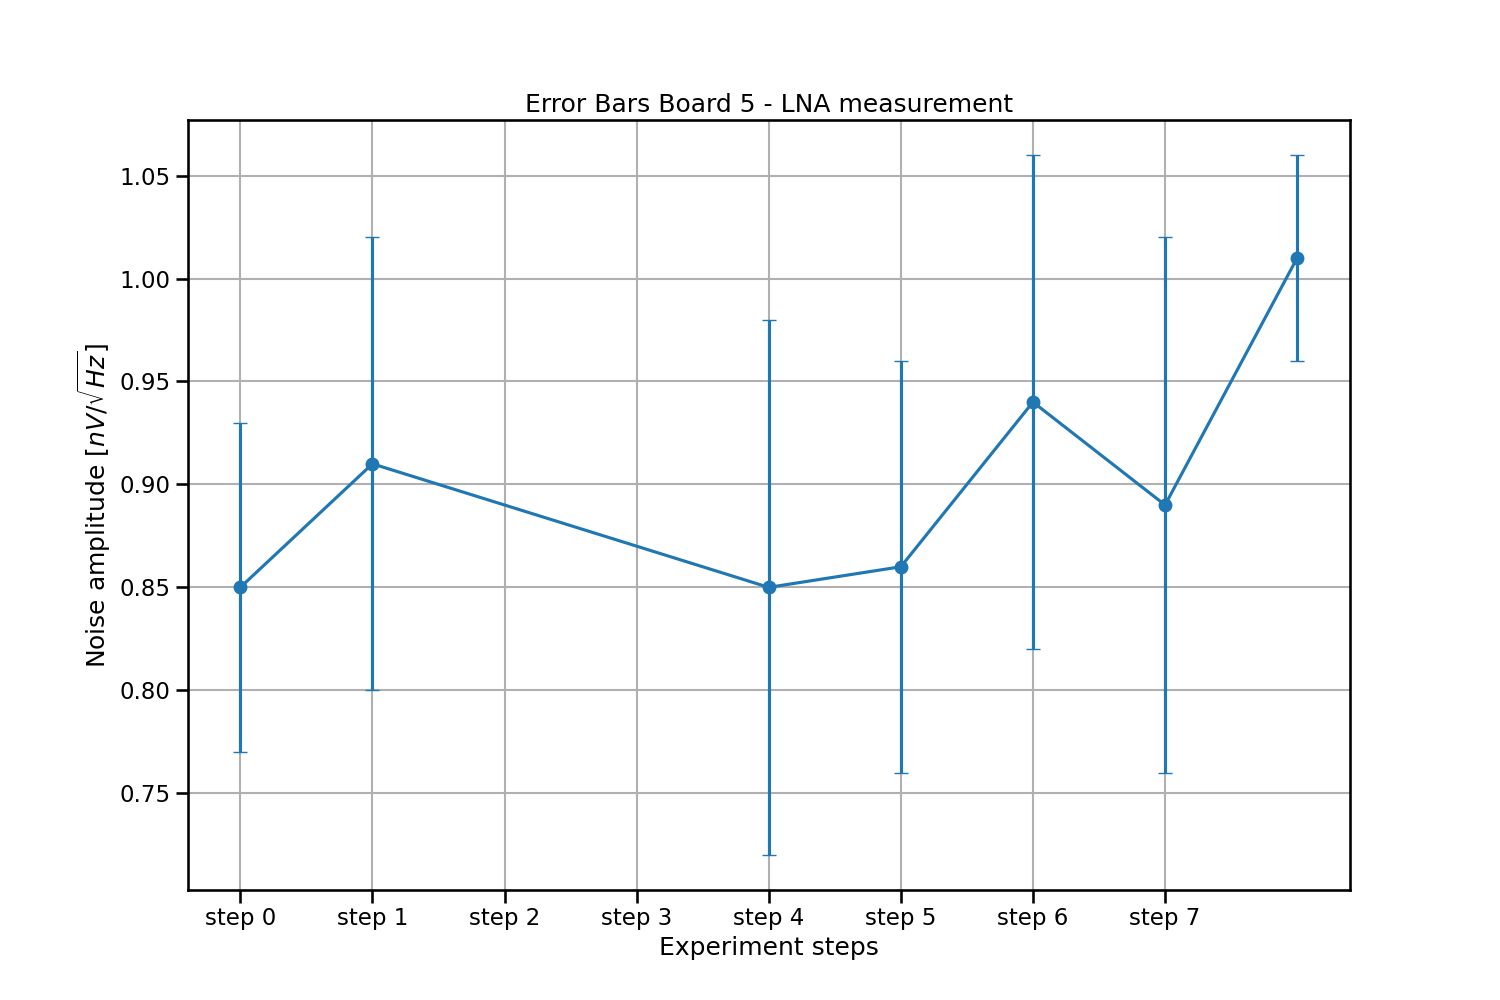 Error Bars Board 5 - LNA measurement
1.05
1.00
0.95
0.90
0.85
0.80
0.75
Noise amplitude [nV/√Hz]
step 0 step 1 step 2 step 3 step 4 step 5 step 6 step 7
Experiment steps